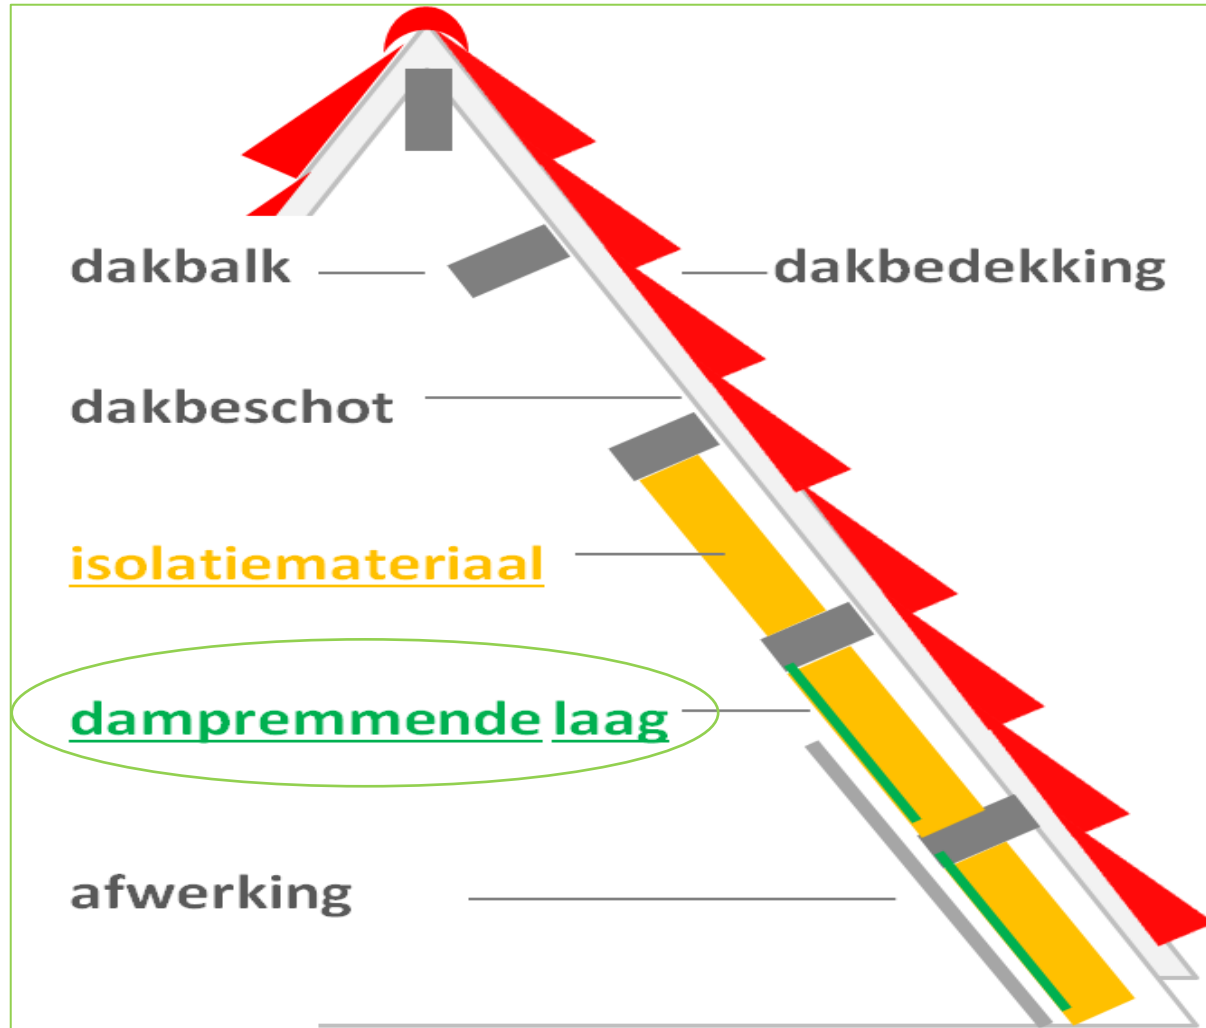 dakbalk
dakbedekking
dakbeschot
isolatiemateriaal
dampremmende laag
afwerking